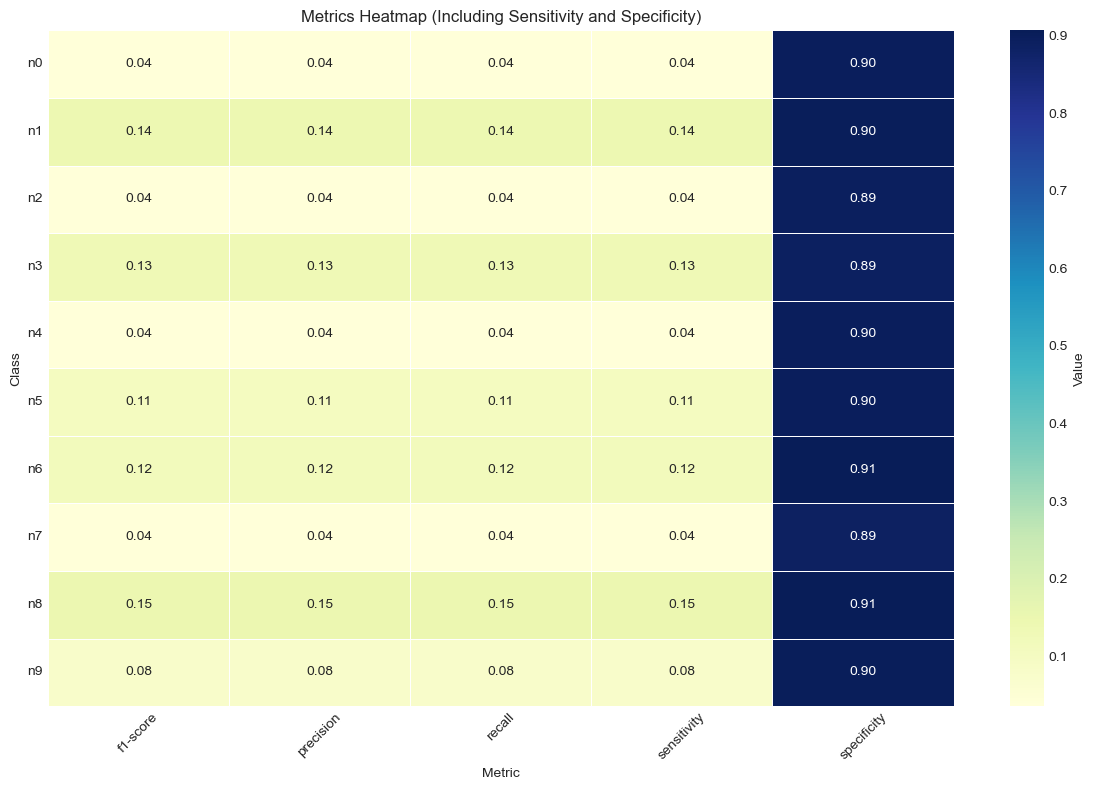 Metrics Heatmap (Including Sensitivity and Specificity)
n0 0.04 0.04 0.04 0.04 0.90
n1 0.14 0.14 0.14 0.14 0.90
n2 0.04 0.04 0.04 0.04 0.89
n3 0.13 0.13 0.13 0.13 0.89
n4 0.04 0.04 0.04 0.04 0.90
n5 0.11 0.11 0.11 0.11 0.90
n6 0.12 0.12 0.12 0.12 0.91
n7 0.04 0.04 0.04 0.04 0.89
n8 0.15 0.15 0.15 0.15 0.91
n9 0.08 0.08 0.08 0.08 0.90
Class
f1-score precision recall sensitivity specificity
Metric
0.9
0.8
0.7
0.6
0.5
0.4
0.3
0.2
0.1
Value